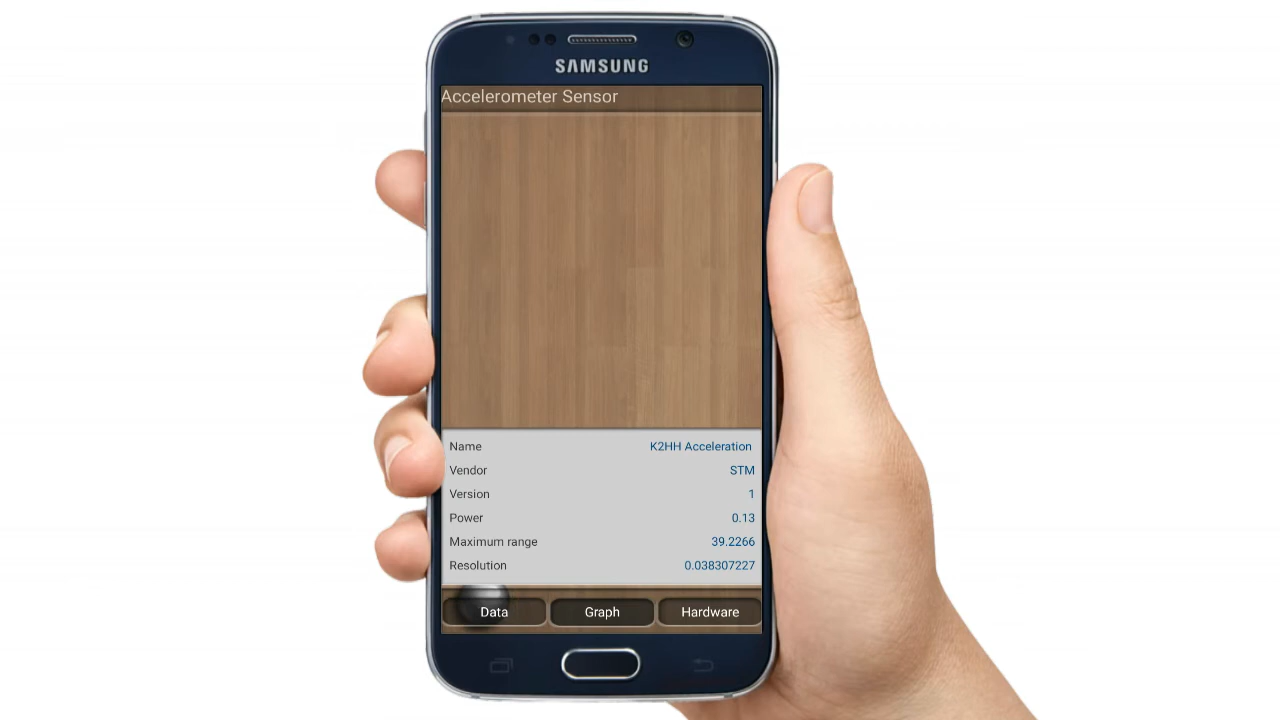 SAMSUNG
Accelerometer Sensor
Name K2HH Acceleration
Vendor STM
Version 1
Power 0.13
Maximum range 39.2266
Resolution 0.038307227
Data Graph Hardware